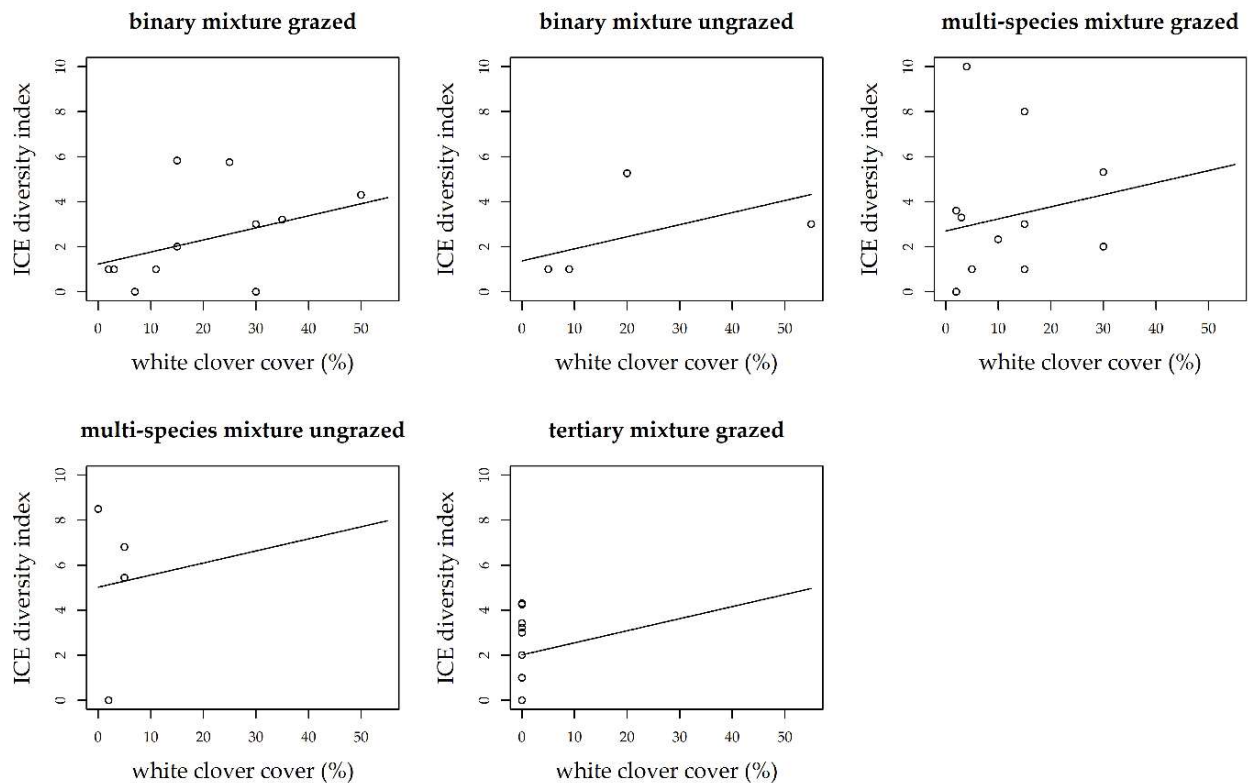 binary mixture grazed
ICE diversity index
10
8
6
4
2
0
0 10 20 30 40 50
white clover cover (%)
binary mixture ungrazed
ICE diversity index
10
8
6
4
2
0
0 10 20 30 40 50
white clover cover (%)
multi-species mixture grazed
ICE diversity index
10
8
6
4
2
0
0 10 20 30 40 50
white clover cover (%)
multi-species mixture ungrazed
ICE diversity index
10
8
6
4
2
0
0 10 20 30 40 50
white clover cover (%)
tertiary mixture grazed
ICE diversity index
10
8
6
4
2
0
0 10 20 30 40 50
white clover cover (%)